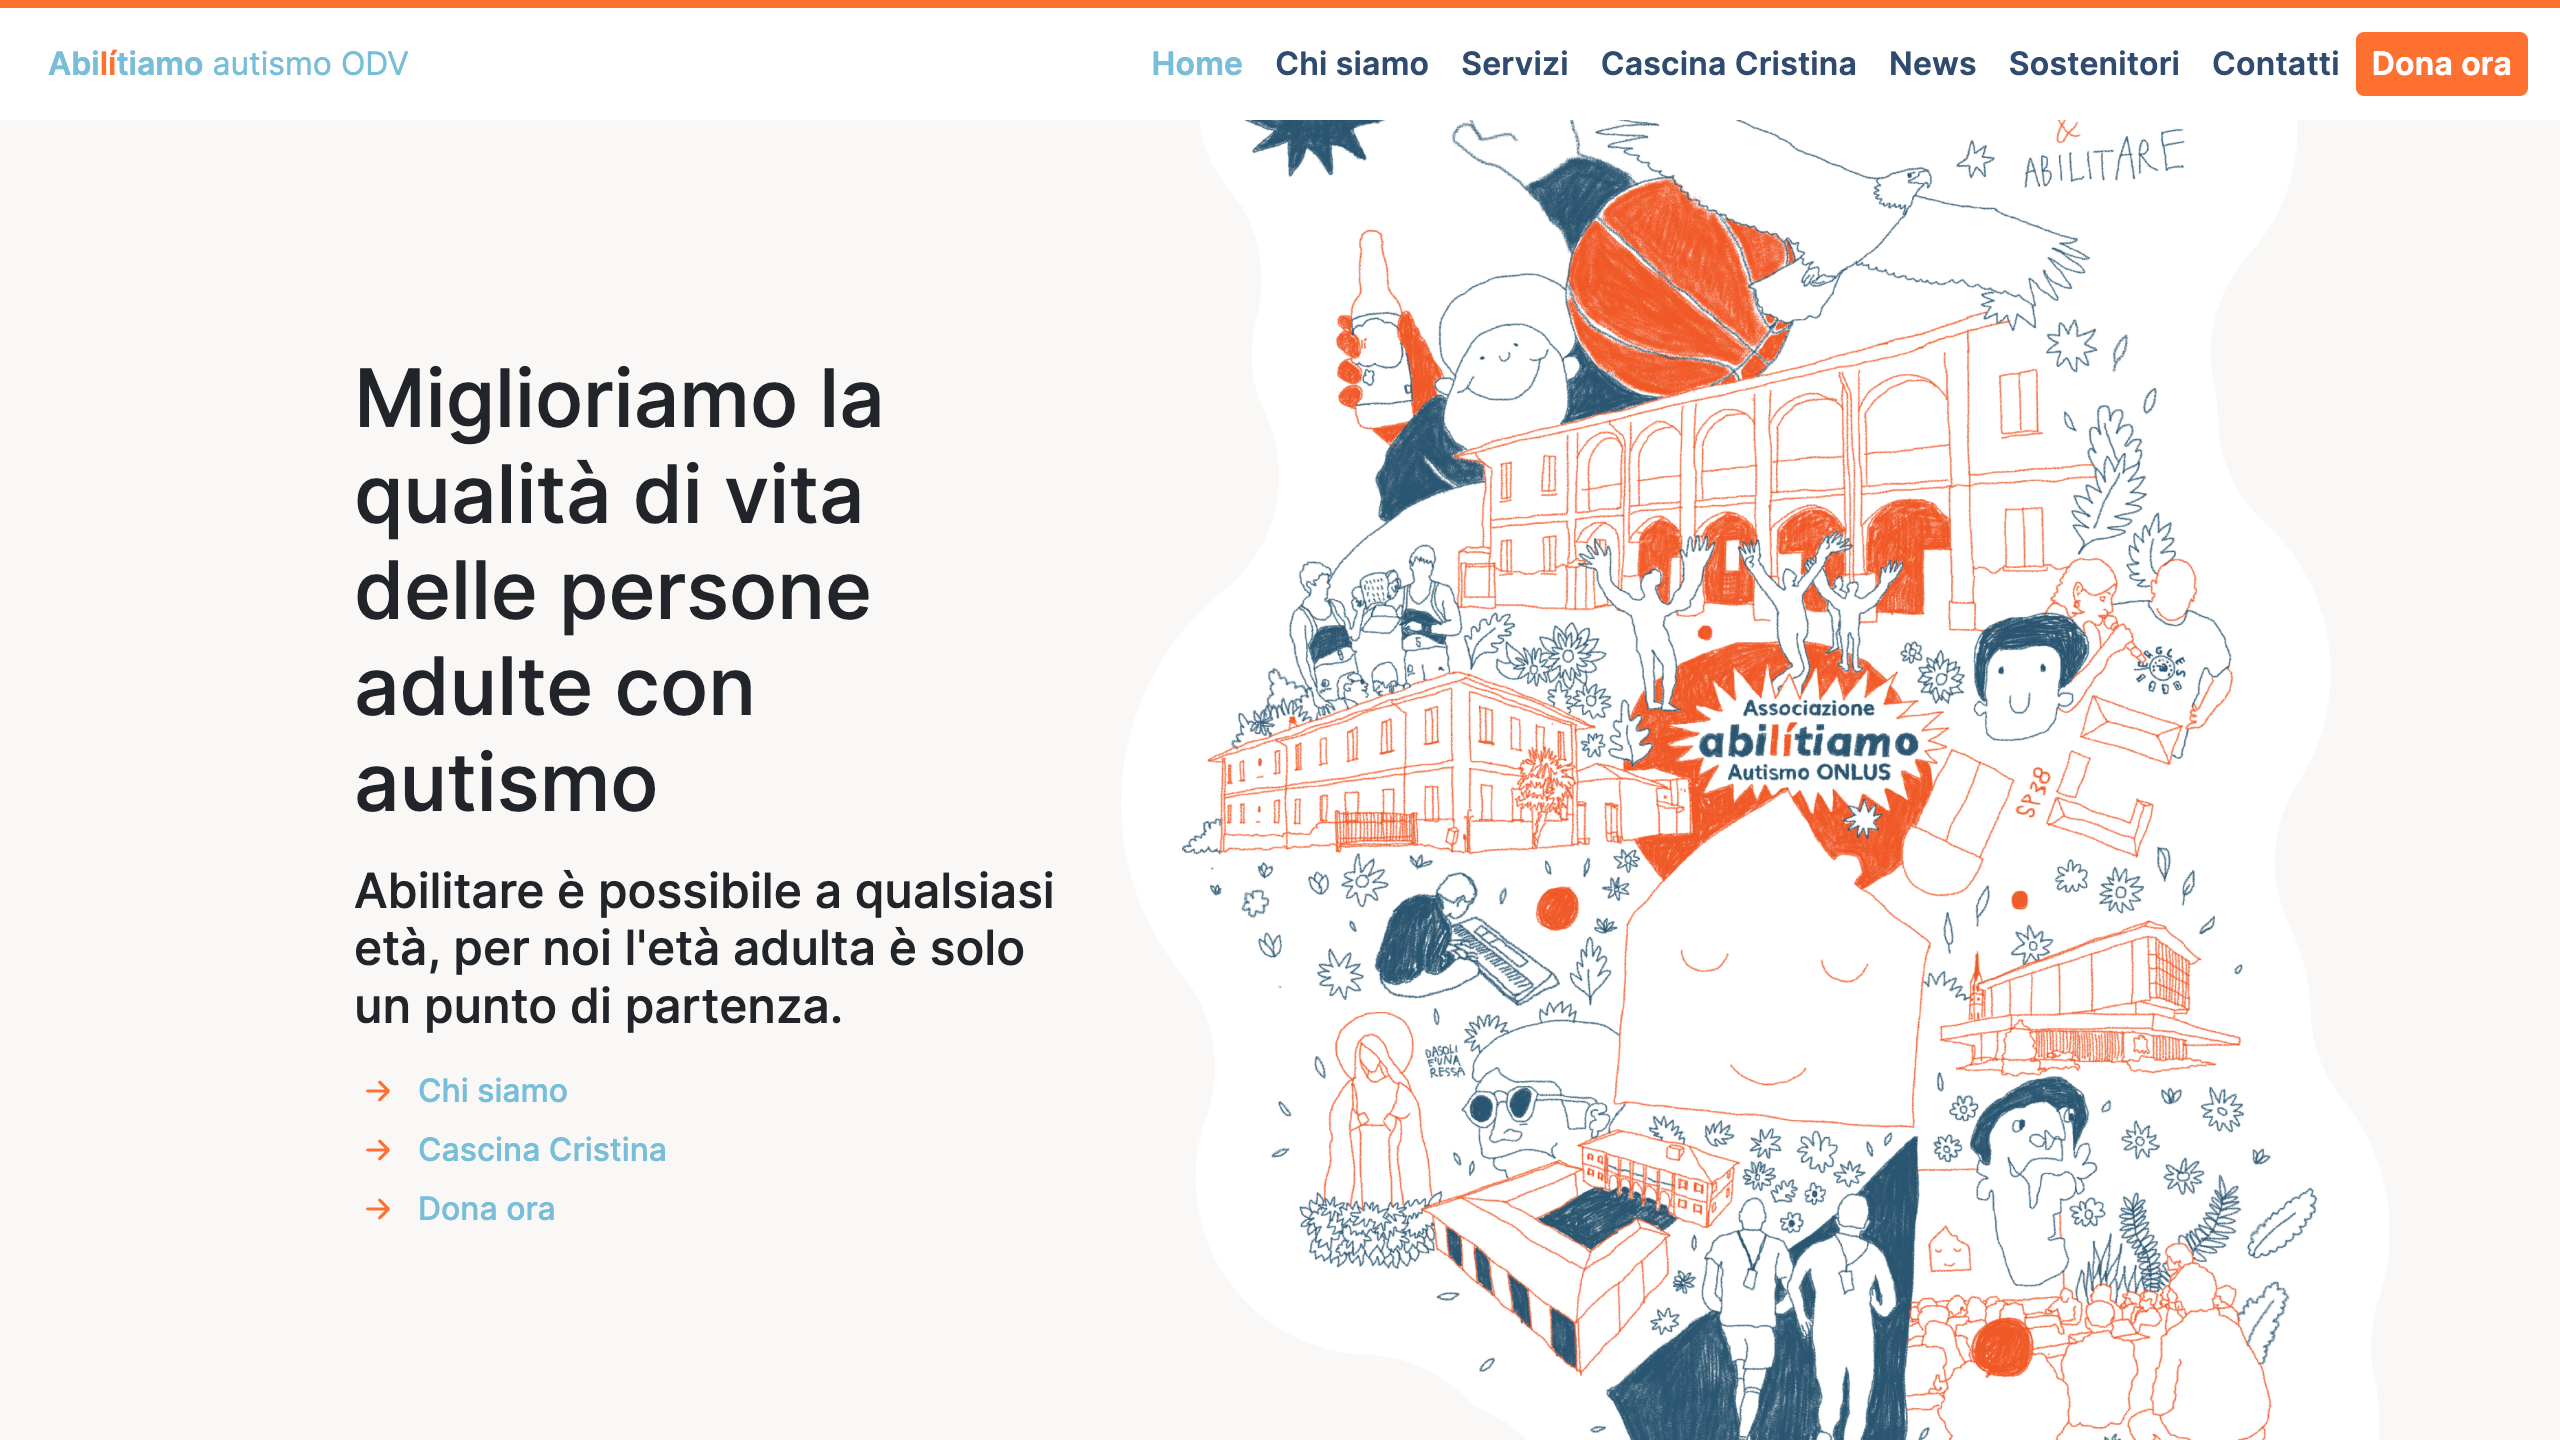 Abilítiamo autismo ODV
Home Chi siamo Servizi Cascina Cristina News Sostenitori Contatti Dona ora
Miglioriamo la
qualità di vita
delle persone
adulte con
autismo
Abilitare è possibile a qualsiasi
età, per noi l'età adulta è solo
un punto di partenza.
Chi siamo
Cascina Cristina
Dona ora
&
ABILITARE
EAGLES
Associazione
abilítiamo
Autismo ONLUS
SP38
DASOLI
E'UNA
RESSA